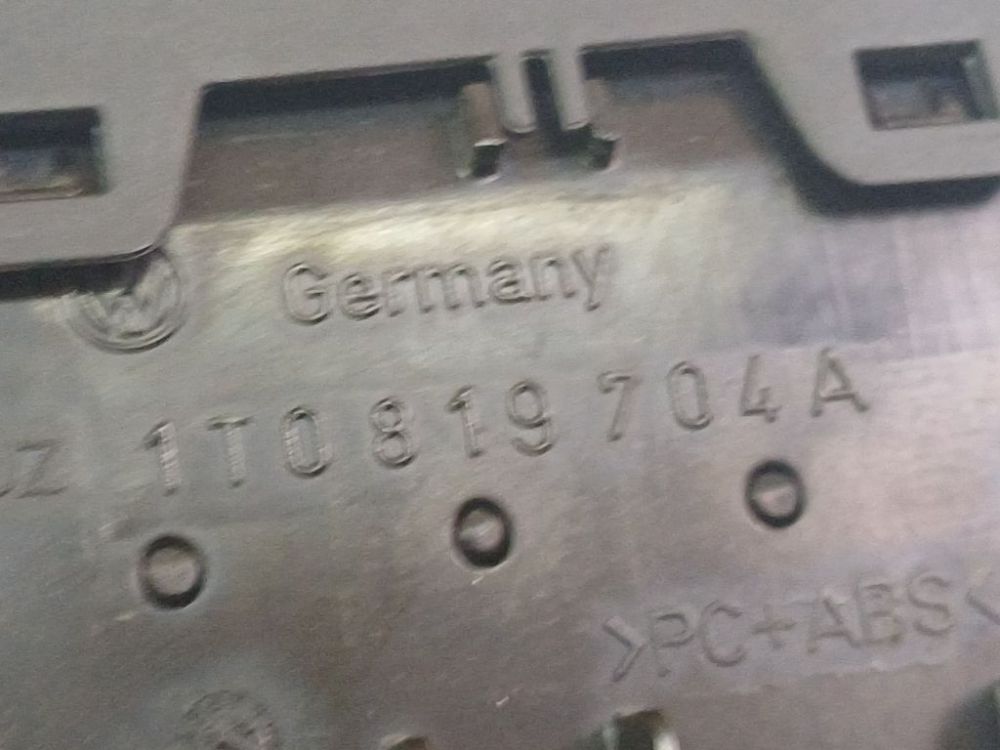 Germany
1T0 819 704 A
>PC+ABS<